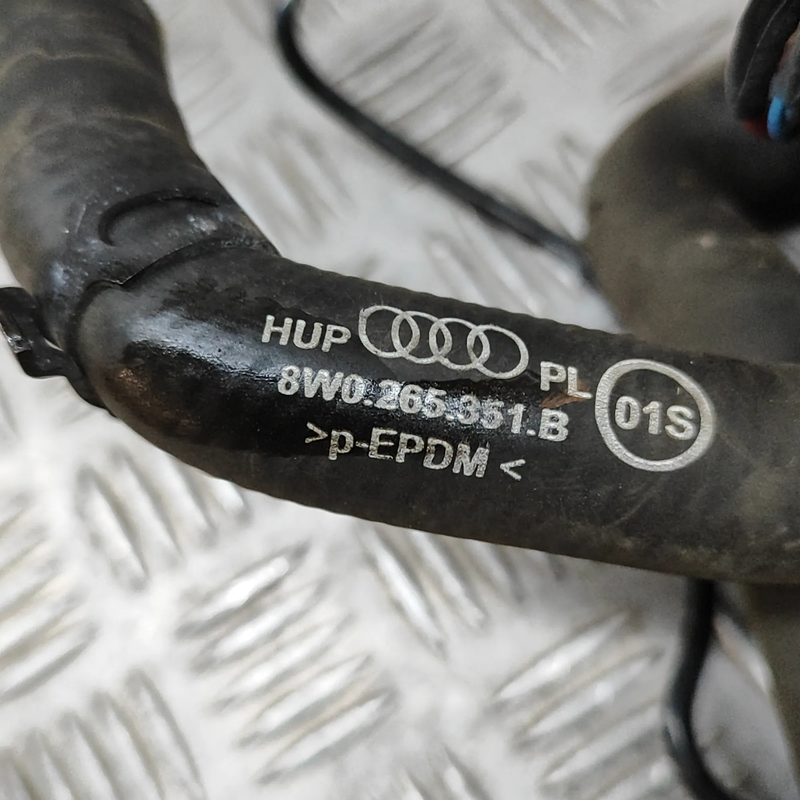 HUP PL
8W0.265.351.B
>p-EPDM<
01S